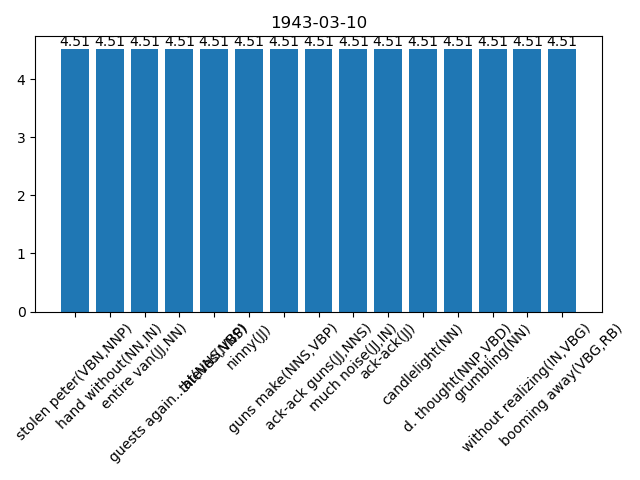 1943-03-10
4.51 4.51 4.51 4.51 4.51 4.51 4.51 4.51 4.51 4.51 4.51 4.51 4.51 4.51 4.51
4
3
2
1
0
stolen peter(VBN,NNP)
hand without(NN,IN)
entire van(JJ,NN)
guests again
ninny(JJ)
guns make(NNS,VBP)
ack-ack guns(JJ,NNS)
much noise(JJ,IN)
ack-ack(JJ)
candlelight(NN)
d. thought(NNP,VBD)
grumbling(NN)
without realizing(IN,VBG)
booming away(VBG,RB)